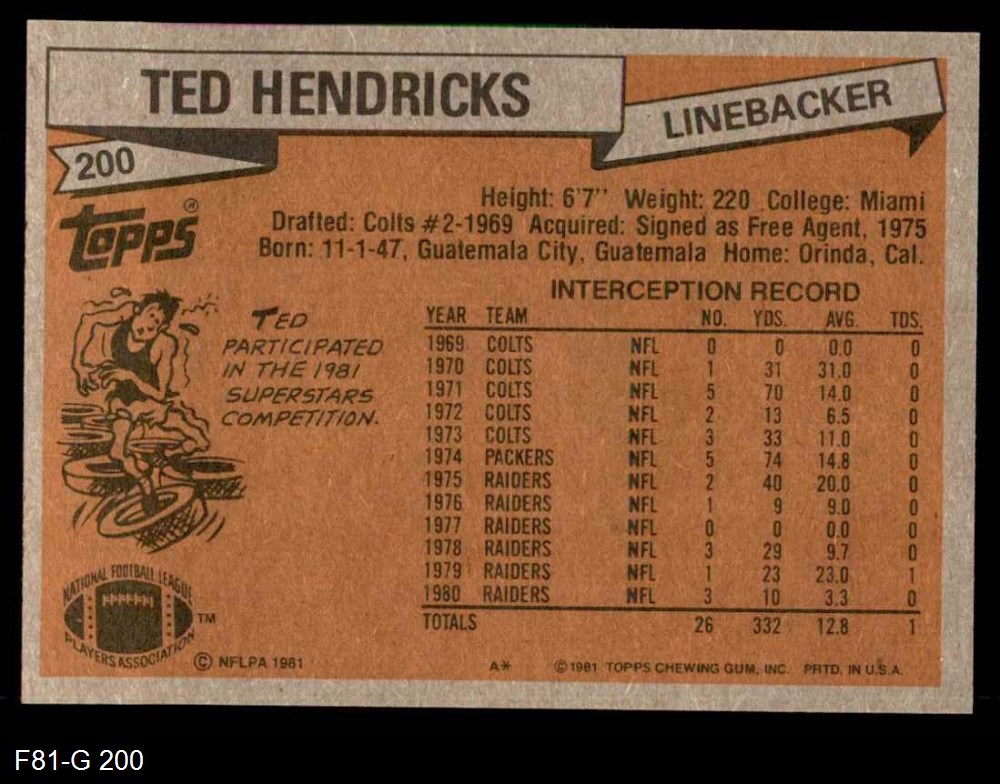 TED HENDRICKS
LINEBACKER
200
Topps®
Height: 6'7'' Weight: 220 College: Miami
Drafted: Colts #2-1969 Acquired: Signed as Free Agent, 1975
Born: 11-1-47, Guatemala City, Guatemala Home: Orinda, Cal.
TED
PARTICIPATED
IN THE 1981
SUPERSTARS
COMPETITION.
INTERCEPTION RECORD
YEAR TEAM NO. YDS. AVG. TDS.
1969 COLTS NFL 0 0 0.0 0
1970 COLTS NFL 1 31 31.0 0
1971 COLTS NFL 5 70 14.0 0
1972 COLTS NFL 2 13 6.5 0
1973 COLTS NFL 3 33 11.0 0
1974 PACKERS NFL 5 74 14.8 0
1975 RAIDERS NFL 2 40 20.0 0
1976 RAIDERS NFL 1 9 9.0 0
1977 RAIDERS NFL 0 0 0.0 0
1978 RAIDERS NFL 3 29 9.7 0
1979 RAIDERS NFL 1 23 23.0 1
1980 RAIDERS NFL 3 10 3.3 0
TOTALS 26 332 12.8 1
NATIONAL FOOTBALL LEAGUE
PLAYERS ASSOCIATION
TM
© NFLPA 1981
A* © 1981 TOPPS CHEWING GUM, INC. PRTD. IN U.S.A.
F81-G 200